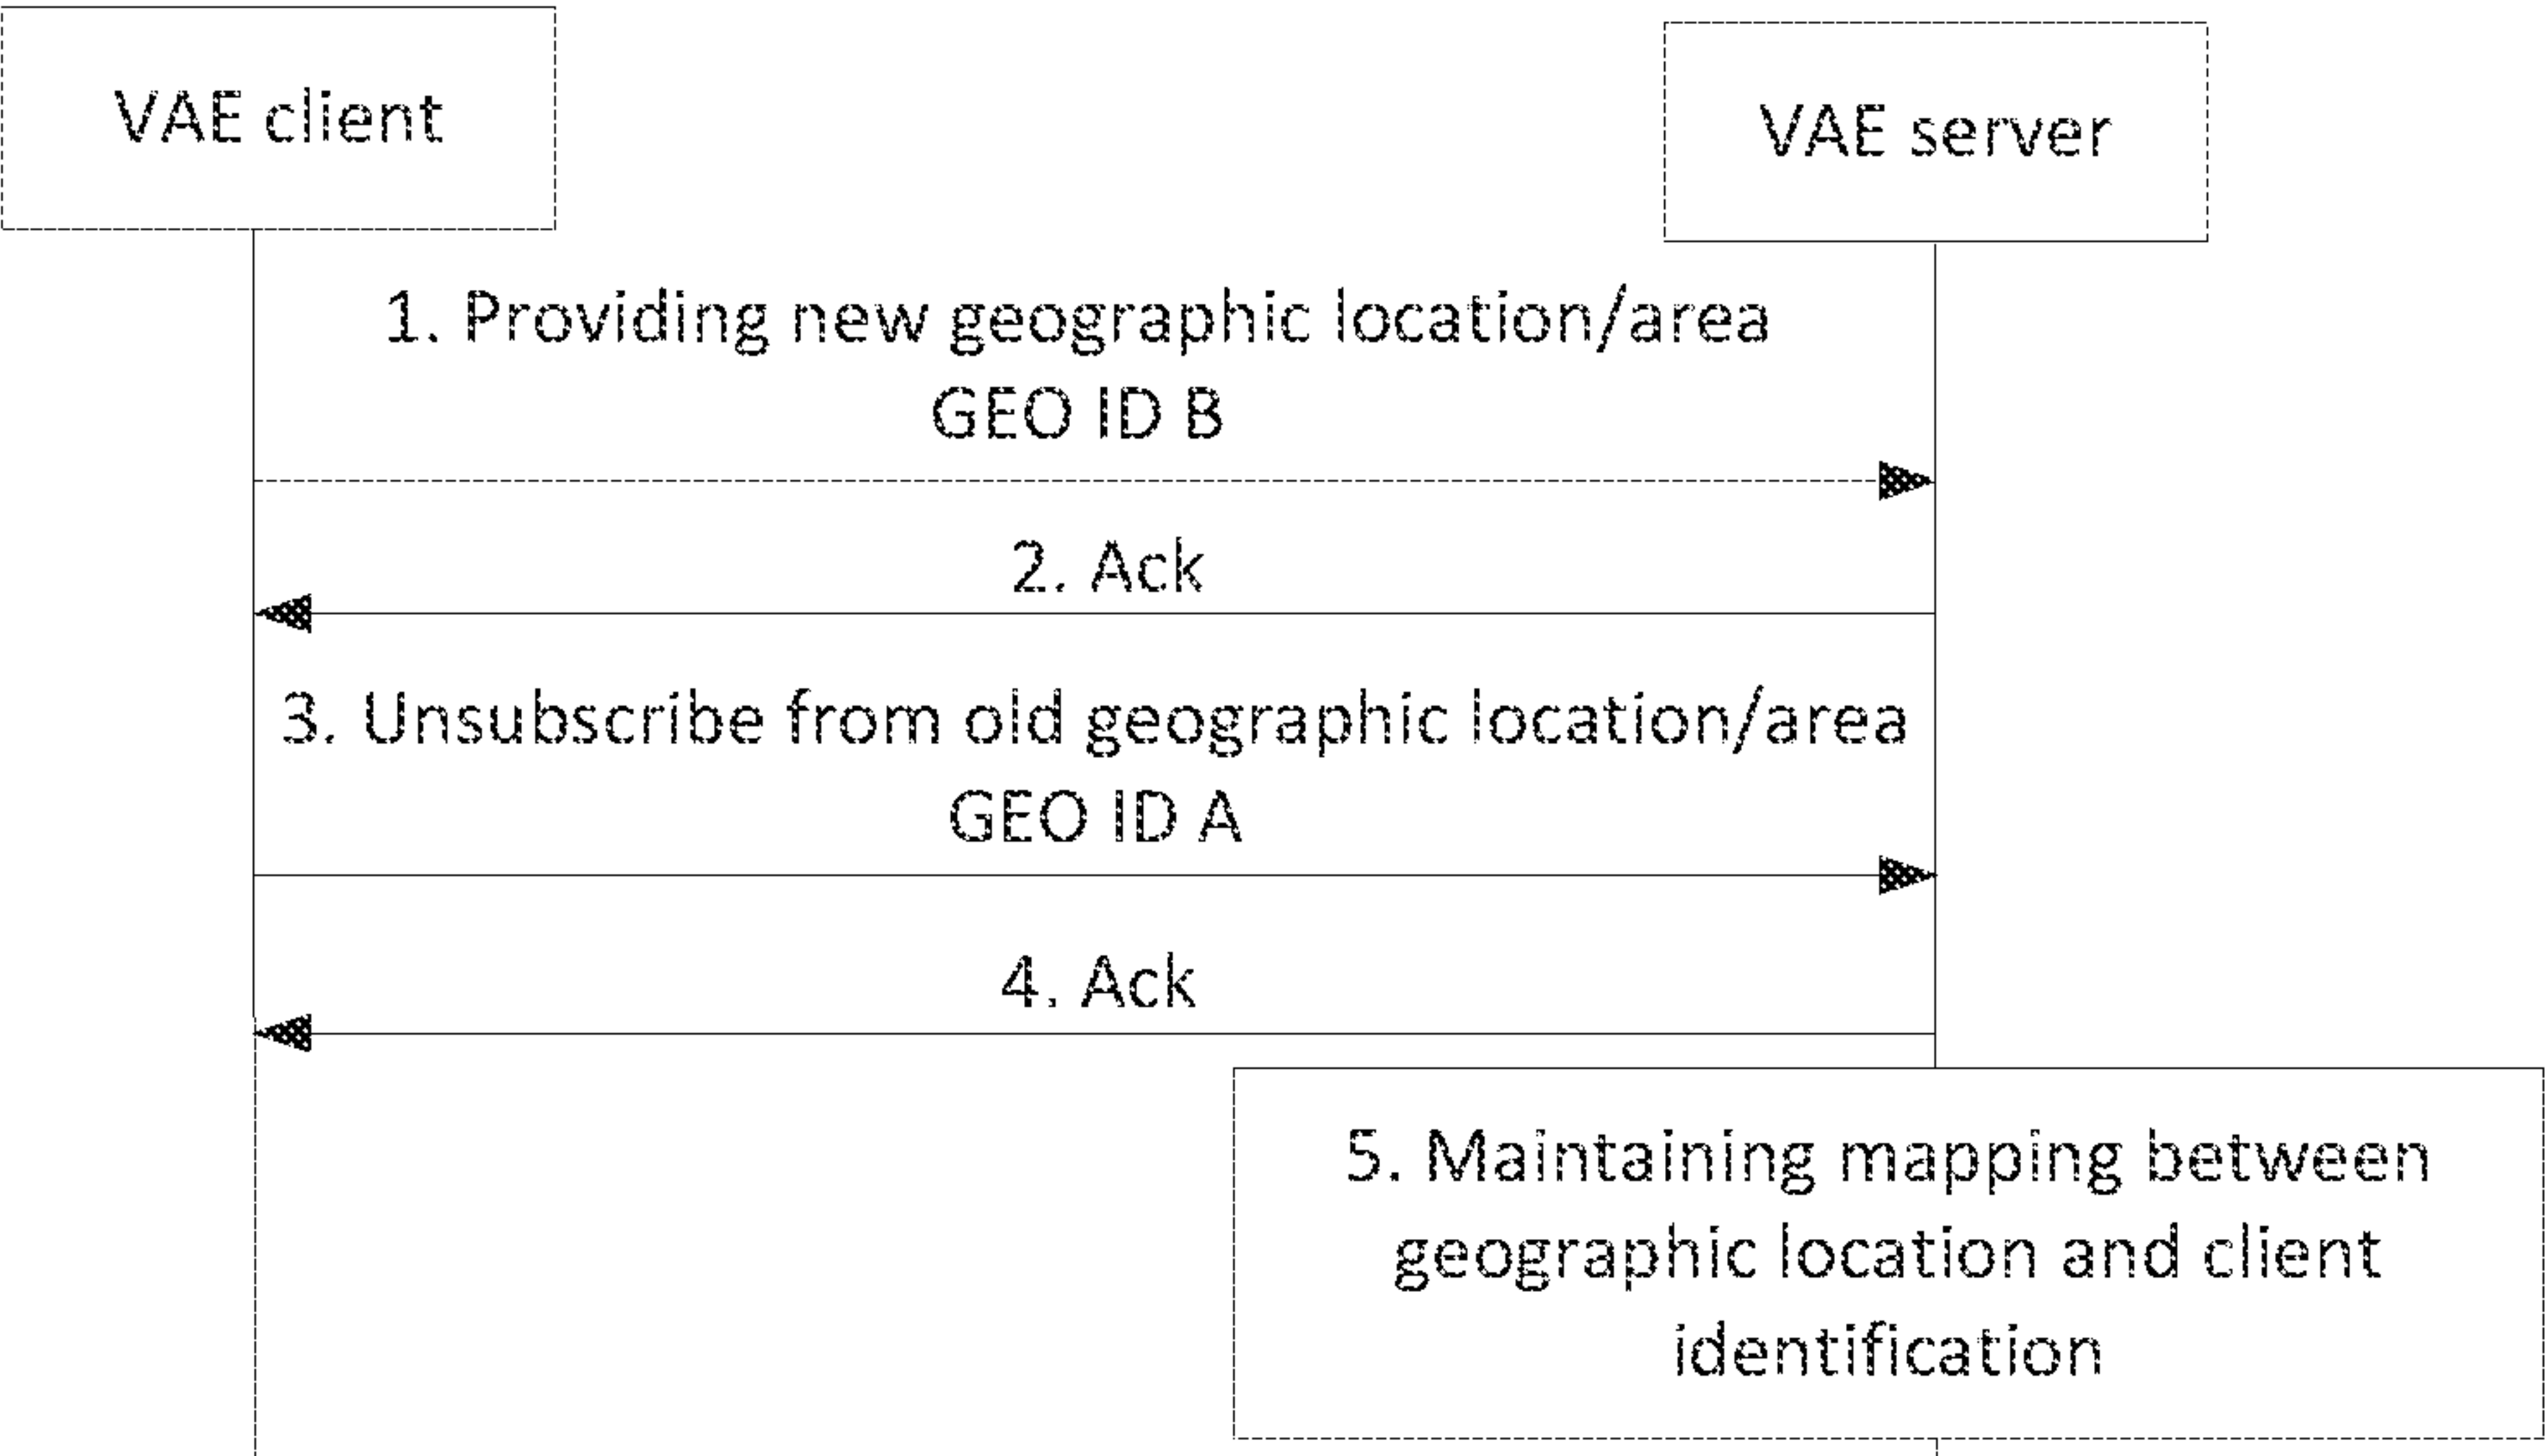 VAE client
VAE server
1. Providing new geographic location/area
GEO ID B
2. Ack
3. Unsubscribe from old geographic location/area
GEO ID A
4. Ack
5. Maintaining mapping between
geographic location and client
identification